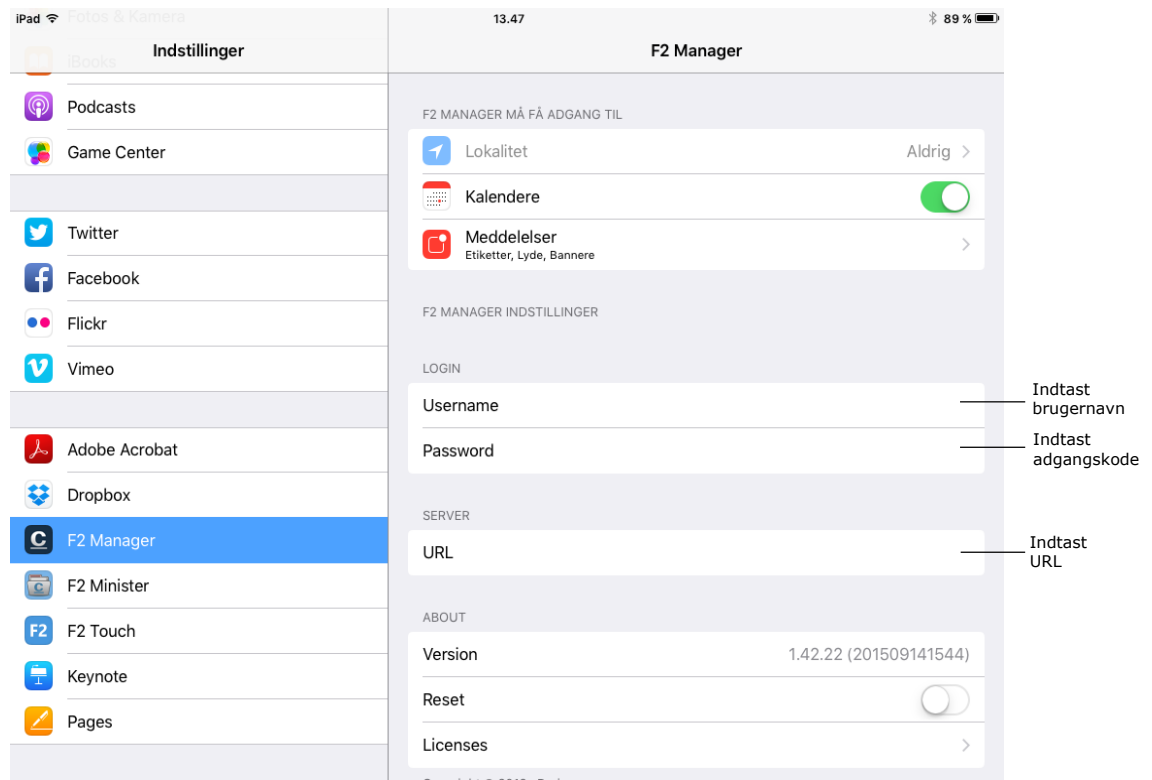 iPad
13.47
89 %
Fotos & Kamera
Indstillinger
F2 Manager
iBooks
Podcasts
Game Center
Twitter
Facebook
Flickr
Vimeo
Adobe Acrobat
Dropbox
F2 Manager
F2 Minister
F2
F2 Touch
Keynote
Pages
F2 MANAGER MÅ FÅ ADGANG TIL
Lokalitet
Aldrig
Kalendere
Meddelelser
Etiketter, Lyde, Bannere
F2 MANAGER INDSTILLINGER
LOGIN
Username
Password
SERVER
URL
ABOUT
Version
1.42.22 (201509141544)
Reset
Licenses
Indtast
brugernavn
Indtast
adgangskode
Indtast
URL